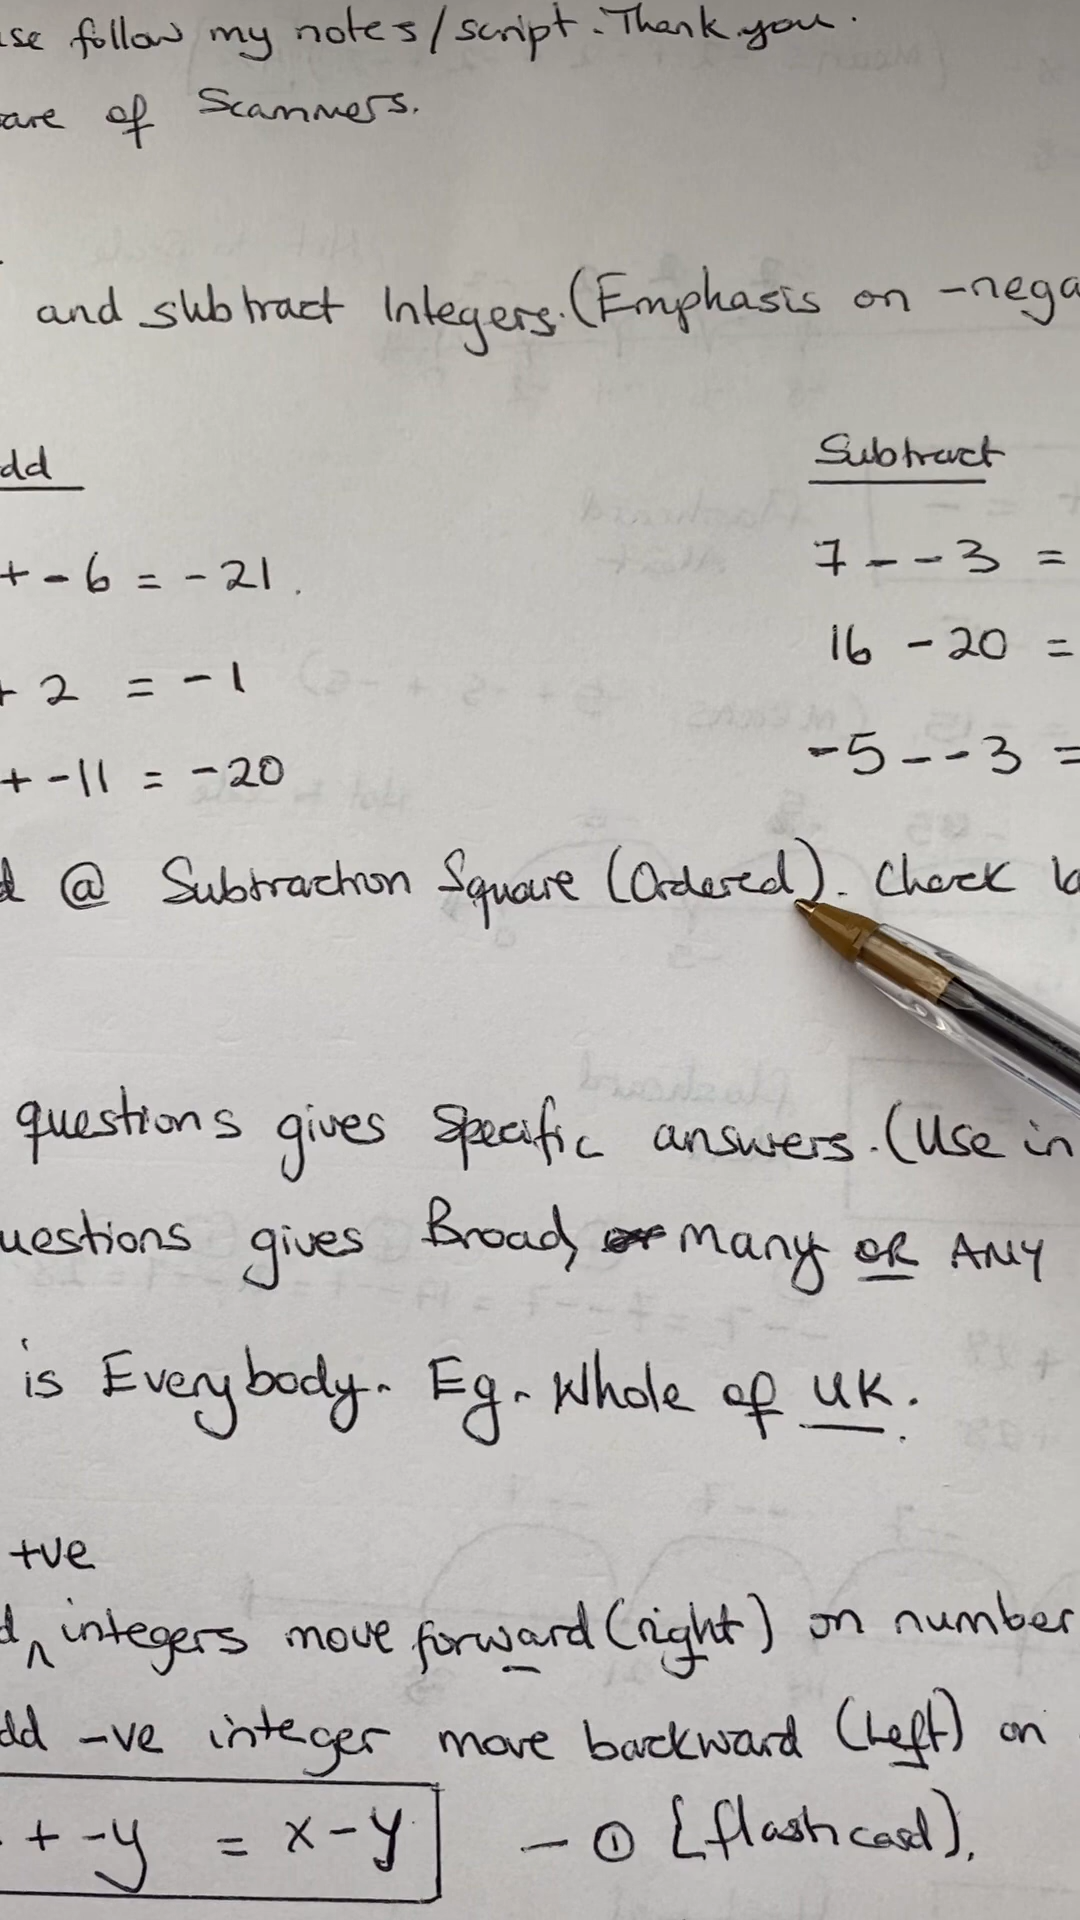 se follow my notes/script. Thank you.
are of Scammers.
and subtract Integers. (Emphasis on -nega
dd
Subtract
+ - 6 = - 21.
7 - - 3 =
16 - 20 =
+ 2 = - 1
-5 - - 3 =
+ - 11 = - 20
d @ Subtraction Square (Ordered). Check b
questions gives Specific answers. (Use in
uestions gives Broad, many OR ANY
is Everybody. Eg. Whole of UK.
+ve
d ^ integers move forward (right) on number
dd -ve integer move backward (Left) on
+ -y = x - y - ① {flashcard}.